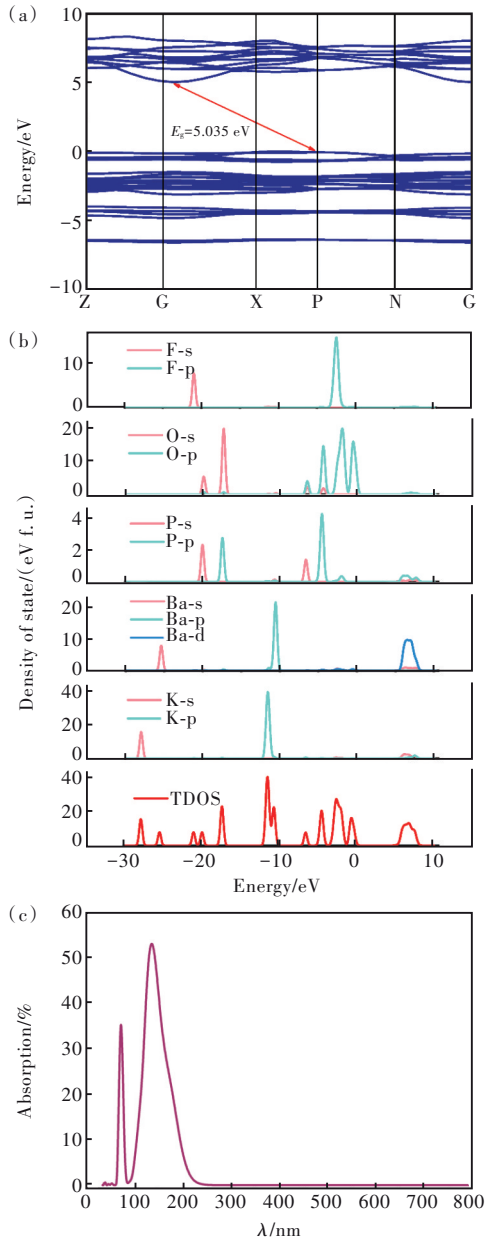 (a)
10
5
0
−5
−10
Energy/eV
Eg=5.035 eV
Z G X P N G
(b)
F-s
F-p
10
0
O-s
O-p
20
10
0
P-s
P-p
4
2
0
Ba-s
Ba-p
Ba-d
20
10
0
K-s
K-p
40
20
0
TDOS
40
20
0
Density of state/(eV f. u.)
−30 −20 −10 0 10
Energy/eV
(c)
60
50
40
30
20
10
0
Absorption/%
0 100 200 300 400 500 600 700 800
λ/nm